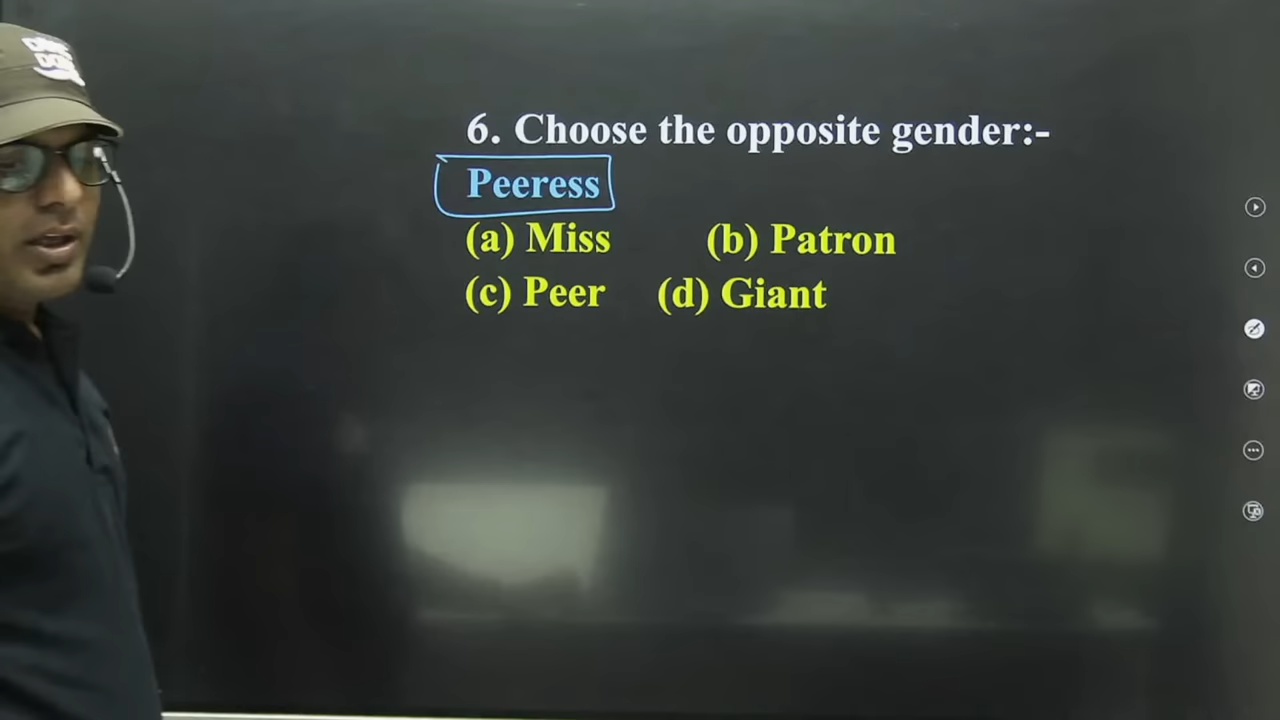 6. Choose the opposite gender:-
Peeress
(a) Miss (b) Patron
(c) Peer (d) Giant